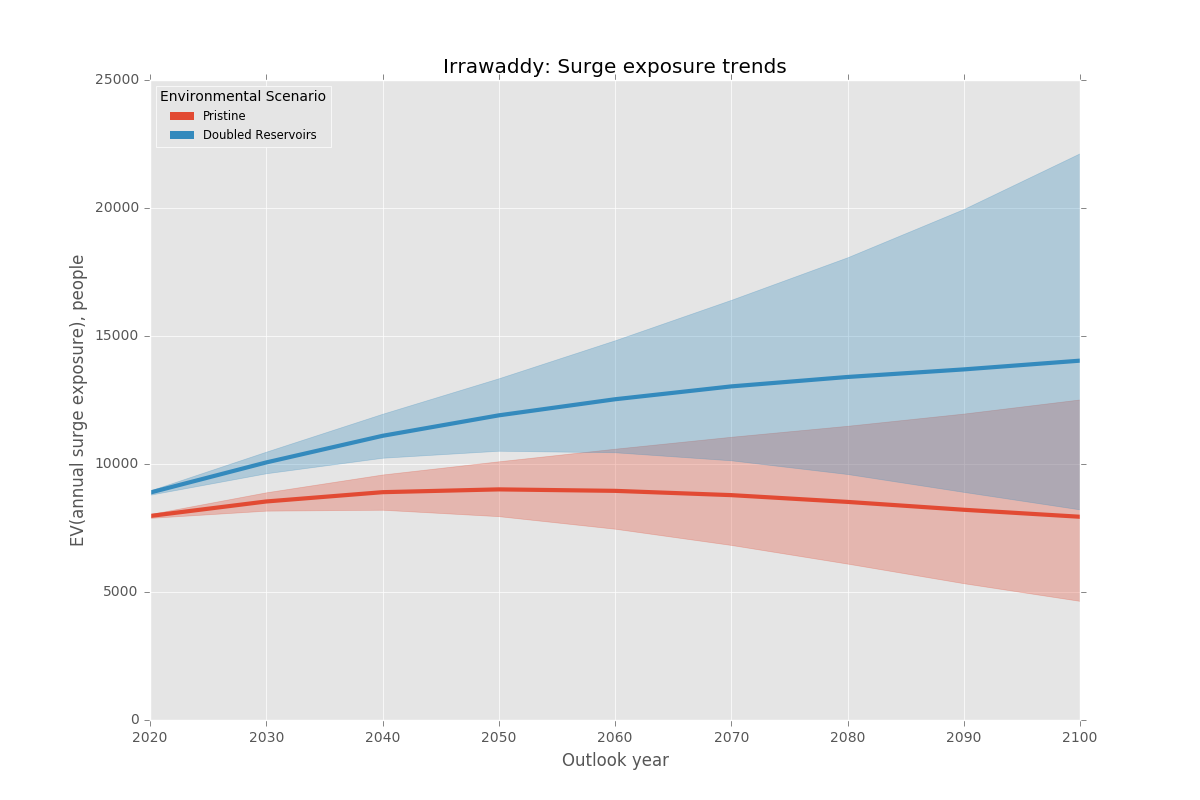 Irrawaddy: Surge exposure trends
Environmental Scenario
Pristine
Doubled Reservoirs
EV(annual surge exposure), people
25000
20000
15000
10000
5000
0
2020 2030 2040 2050 2060 2070 2080 2090 2100
Outlook year